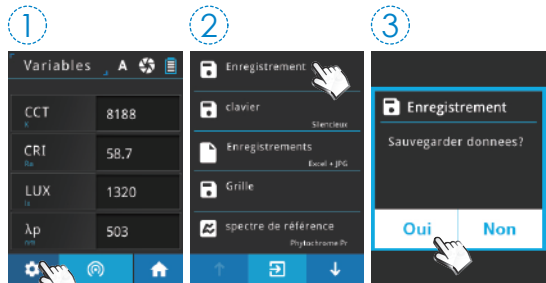 1
2
3
Variables A
CCT 8188
K
CRI 58.7
Ra
LUX 1320
lx
λp 503
nm
Enregistrement
clavier
Silencieux
Enregistrements
Excel + JPG
Grille
spectre de référence
Phytochrome Pr
Enregistrement
Sauvegarder donnees?
Oui Non